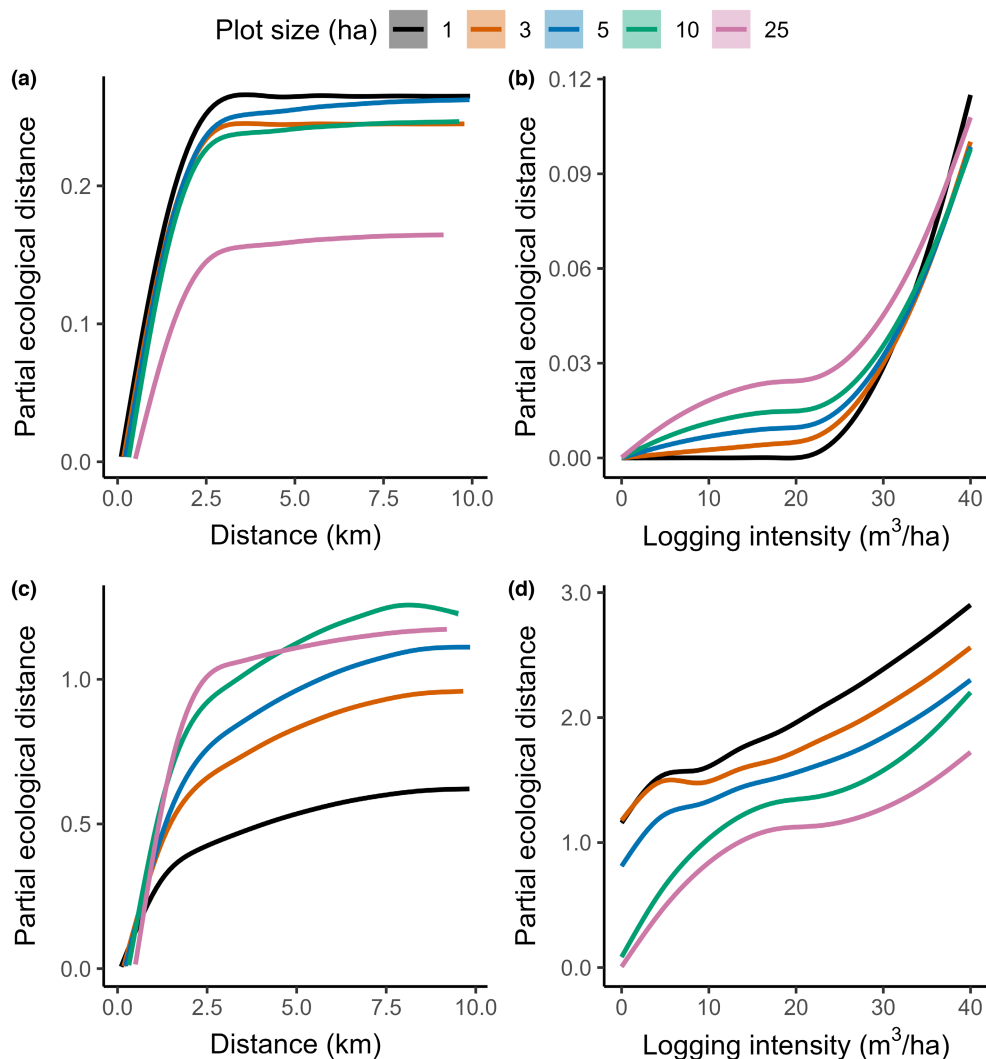 Plot size (ha) 1 3 5 10 25
(a) (b)
Partial ecological distance
0.2
0.1
0.0
0.0 2.5 5.0 7.5 10.0
Distance (km)
Partial ecological distance
0.12
0.09
0.06
0.03
0.00
0 10 20 30 40
Logging intensity (m³/ha)
(c) (d)
Partial ecological distance
1.0
0.5
0.0
0.0 2.5 5.0 7.5 10.0
Distance (km)
Partial ecological distance
3.0
2.0
1.0
0.0
0 10 20 30 40
Logging intensity (m³/ha)